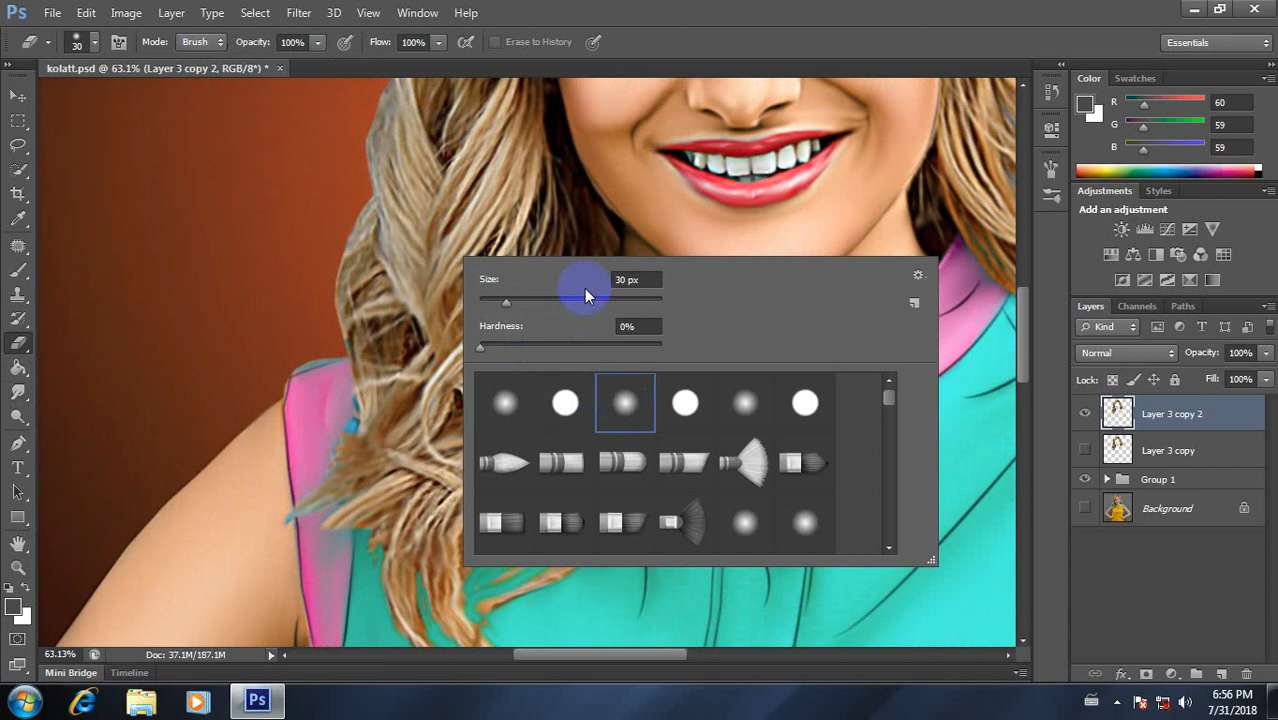 Ps File Edit Image Layer Type Select Filter 3D View Window Help
30 Mode: Brush Opacity: 100% Flow: 100% Erase to History Essentials
kolatt.psd @ 63.1% (Layer 3 copy 2, RGB/8*) * ×
Color Swatches
R 60
G 59
B 59
Adjustments Styles
Add an adjustment
Size: 30 px
Hardness: 0%
Layers Channels Paths
Kind
Normal Opacity: 100%
Lock: Fill: 100%
Layer 3 copy 2
Layer 3 copy
Group 1
Background
63.13% Doc: 37.1M/187.1M
Mini Bridge Timeline
Ps
6:56 PM
7/31/2018